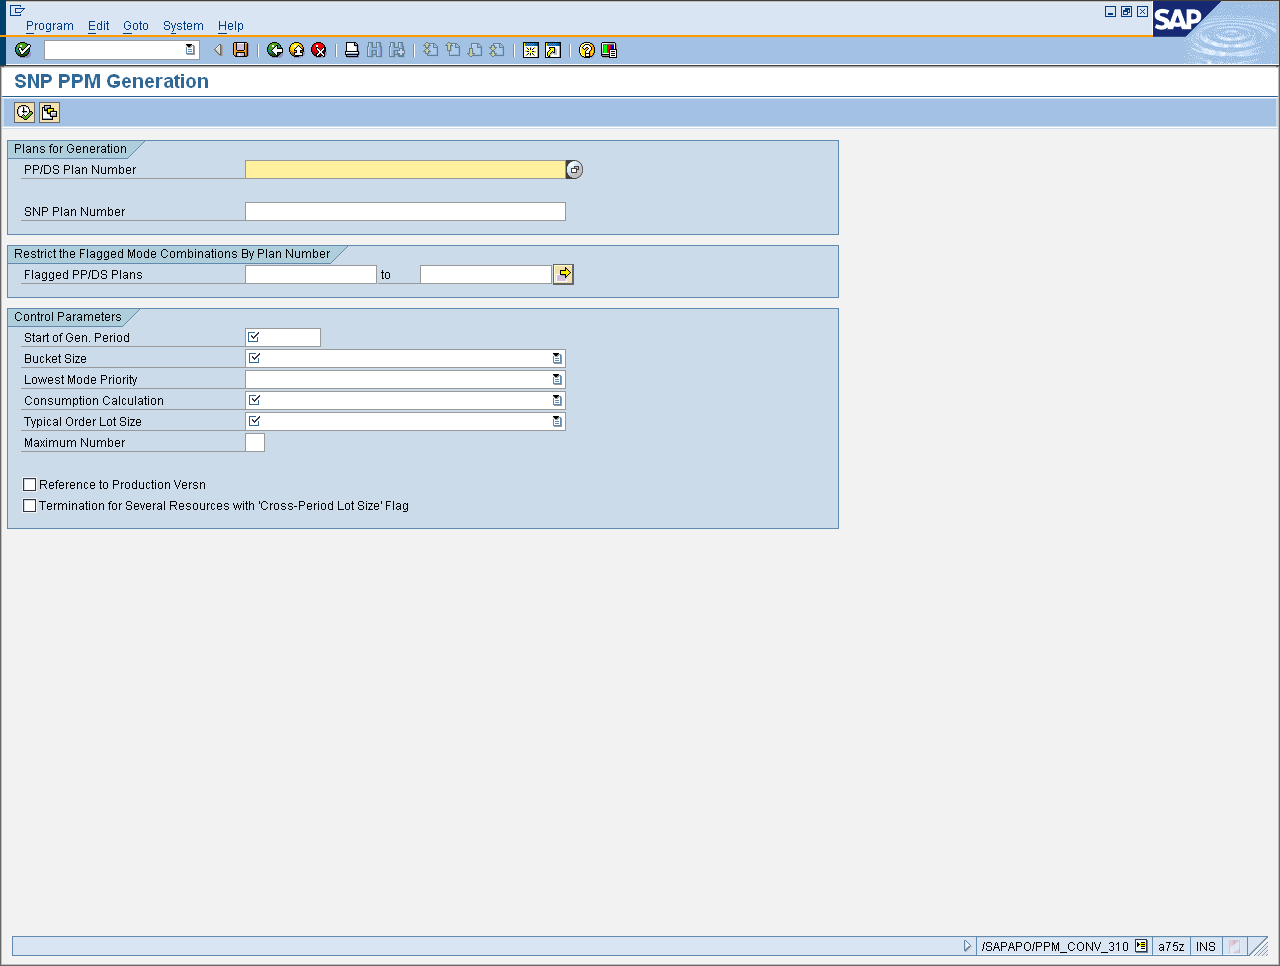 Program Edit Goto System Help
SAP
SNP PPM Generation
Plans for Generation
PP/DS Plan Number
SNP Plan Number
Restrict the Flagged Mode Combinations By Plan Number
Flagged PP/DS Plans to
Control Parameters
Start of Gen. Period
Bucket Size
Lowest Mode Priority
Consumption Calculation
Typical Order Lot Size
Maximum Number
Reference to Production Versn
Termination for Several Resources with 'Cross-Period Lot Size' Flag
/SAPAPO/PPM_CONV_310 a75z INS